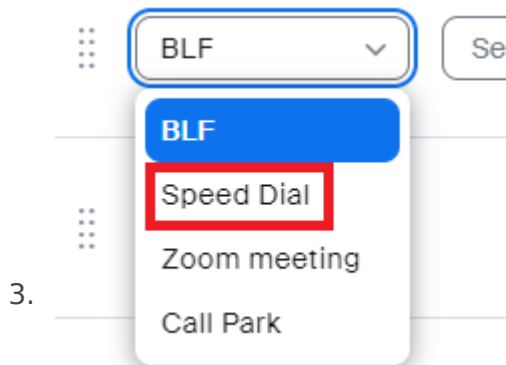 BLF
Se
BLF
Speed Dial
Zoom meeting
3.
Call Park